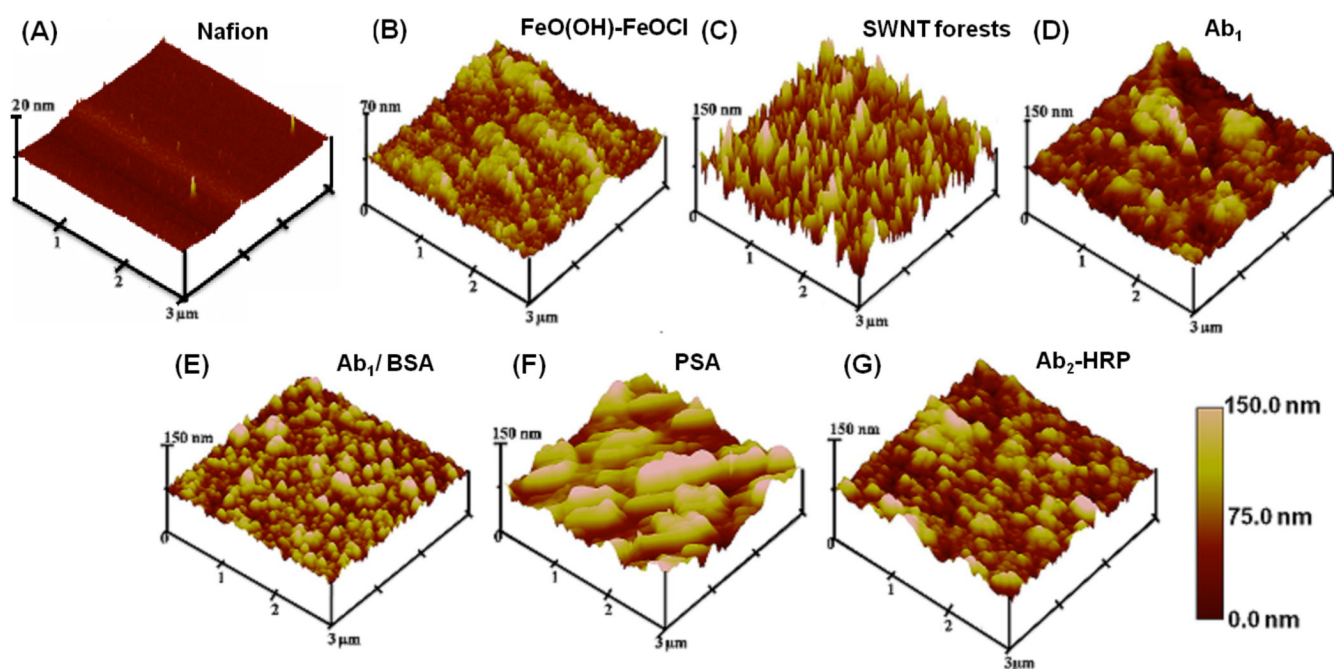 (A) Nafion
20 nm
1
2
3 µm
(B) FeO(OH)-FeOCl
70 nm
0
1
2
3 µm
(C) SWNT forests
150 nm
0
1
2
3 µm
(D) Ab₁
150 nm
0
1
2
3 µm
(E) Ab₁/ BSA
150 nm
0
1
2
3 µm
(F) PSA
150 nm
0
1
2
3 µm
(G) Ab₂-HRP
150 nm
0
1
2
3µm
150.0 nm
75.0 nm
0.0 nm